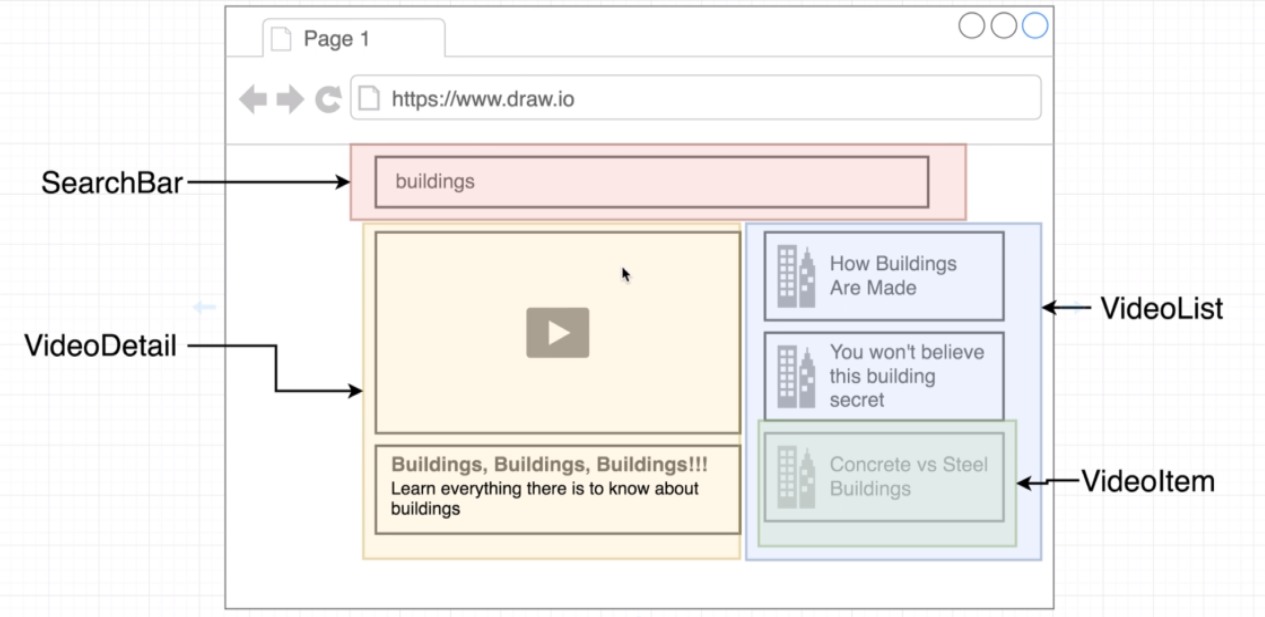 Page 1
https://www.draw.io
SearchBar
buildings
How Buildings
Are Made
VideoList
VideoDetail
You won't believe
this building
secret
Buildings, Buildings, Buildings!!!
Learn everything there is to know about
buildings
Concrete vs Steel
Buildings
VideoItem